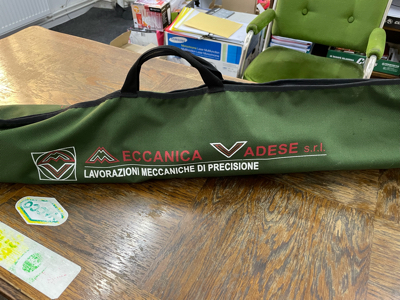 MECCANICA VADESE s.r.l.
LAVORAZIONI MECCANICHE DI PRECISIONE